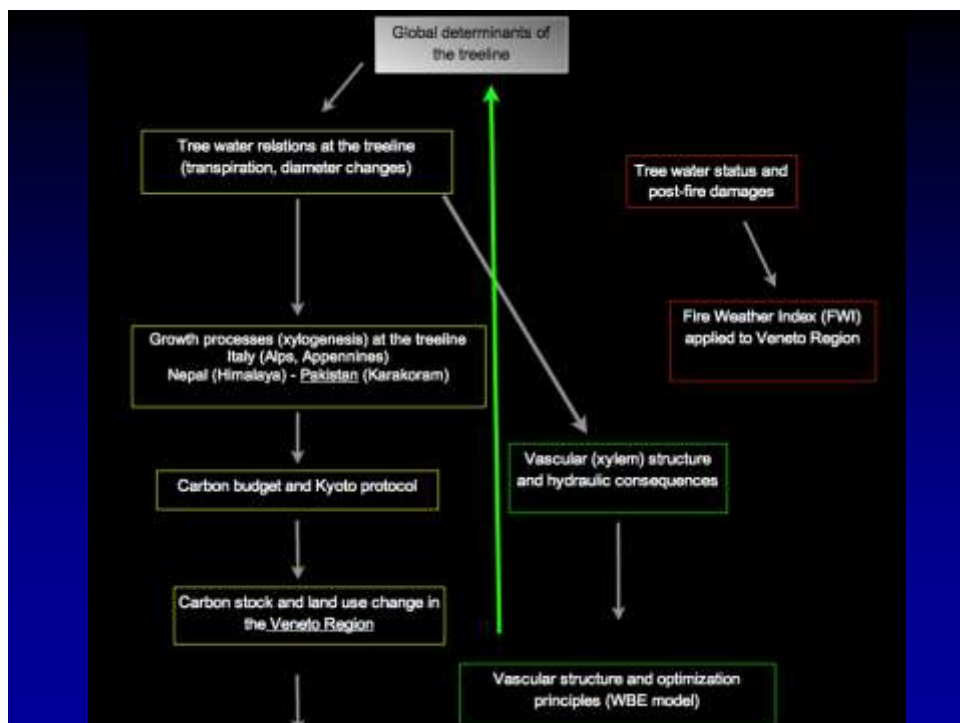 Global determinants of
the treeline
Tree water relations at the treeline
(transpiration, diameter changes)
Tree water status and
post-fire damages
Growth processes (xylogenesis) at the treeline
Italy (Alps, Appennines)
Nepal (Himalaya) - Pakistan (Karakoram)
Fire Weather Index (FWI)
applied to Veneto Region
Vascular (xylem) structure
and hydraulic consequences
Carbon budget and Kyoto protocol
Carbon stock and land use change in
the Veneto Region
Vascular structure and optimization
principles (WBE model)